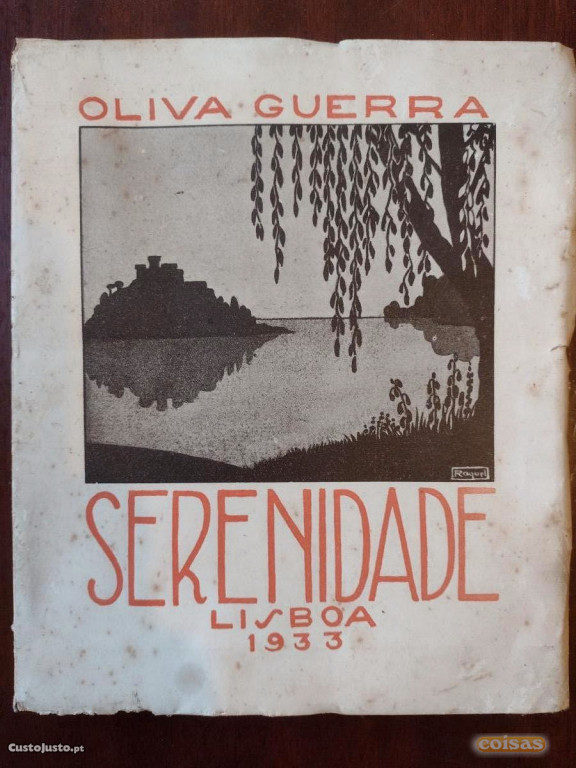 OLIVA GUERRA
Raquel
SERENIDADE
LISBOA
1933
CustoJusto.pt
coisas